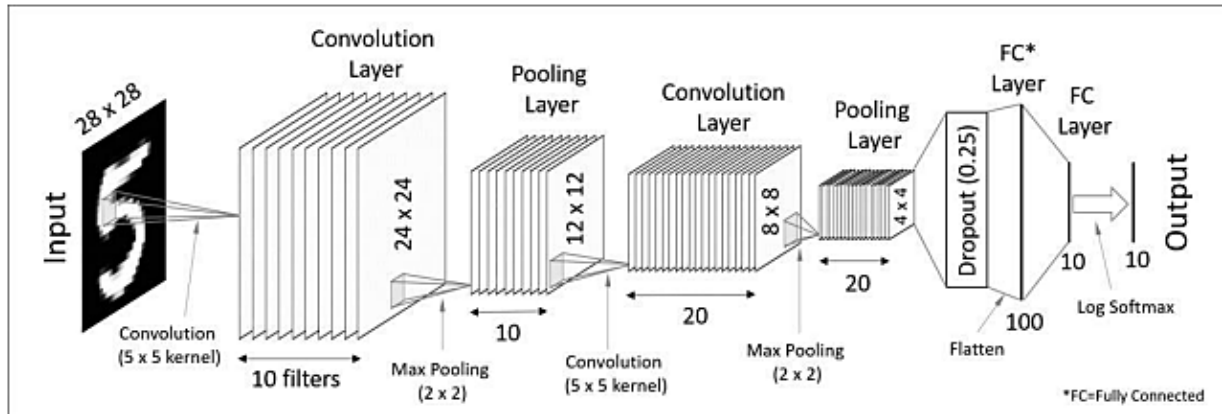 Input
28 x 28
Convolution
(5 x 5 kernel)
Convolution
Layer
24 x 24
10 filters
Max Pooling
(2 x 2)
Pooling
Layer
12 x 12
10
Convolution
(5 x 5 kernel)
Convolution
Layer
8 x 8
20
Max Pooling
(2 x 2)
Pooling
Layer
4 x 4
20
Dropout (0.25)
Flatten
FC*
Layer
100
FC
Layer
10
Log Softmax
10
Output
*FC=Fully Connected